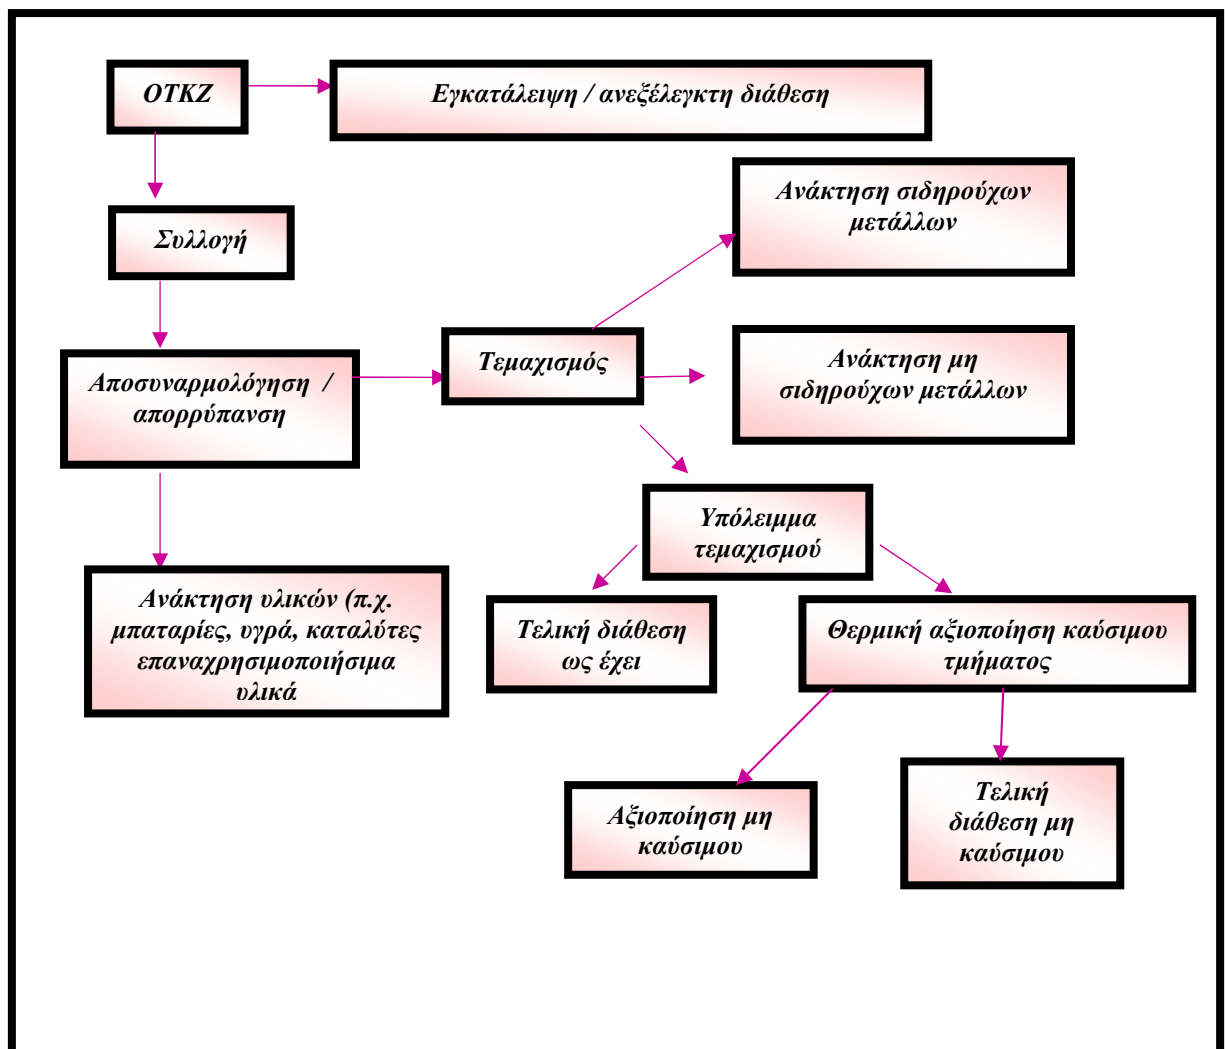 ΟΤΚΖ
Εγκατάλειψη / ανεξέλεγκτη διάθεση
Ανάκτηση σιδηρούχων
μετάλλων
Συλλογή
Τεμαχισμός
Ανάκτηση μη
σιδηρούχων μετάλλων
Αποσυναρμολόγηση /
απορρύπανση
Υπόλειμμα
τεμαχισμού
Ανάκτηση υλικών (π.χ.
μπαταρίες, υγρά, καταλύτες
επαναχρησιμοποιήσιμα
υλικά
Τελική διάθεση
ως έχει
Θερμική αξιοποίηση καύσιμου
τμήματος
Αξιοποίηση μη
καύσιμου
Τελική
διάθεση μη
καύσιμου